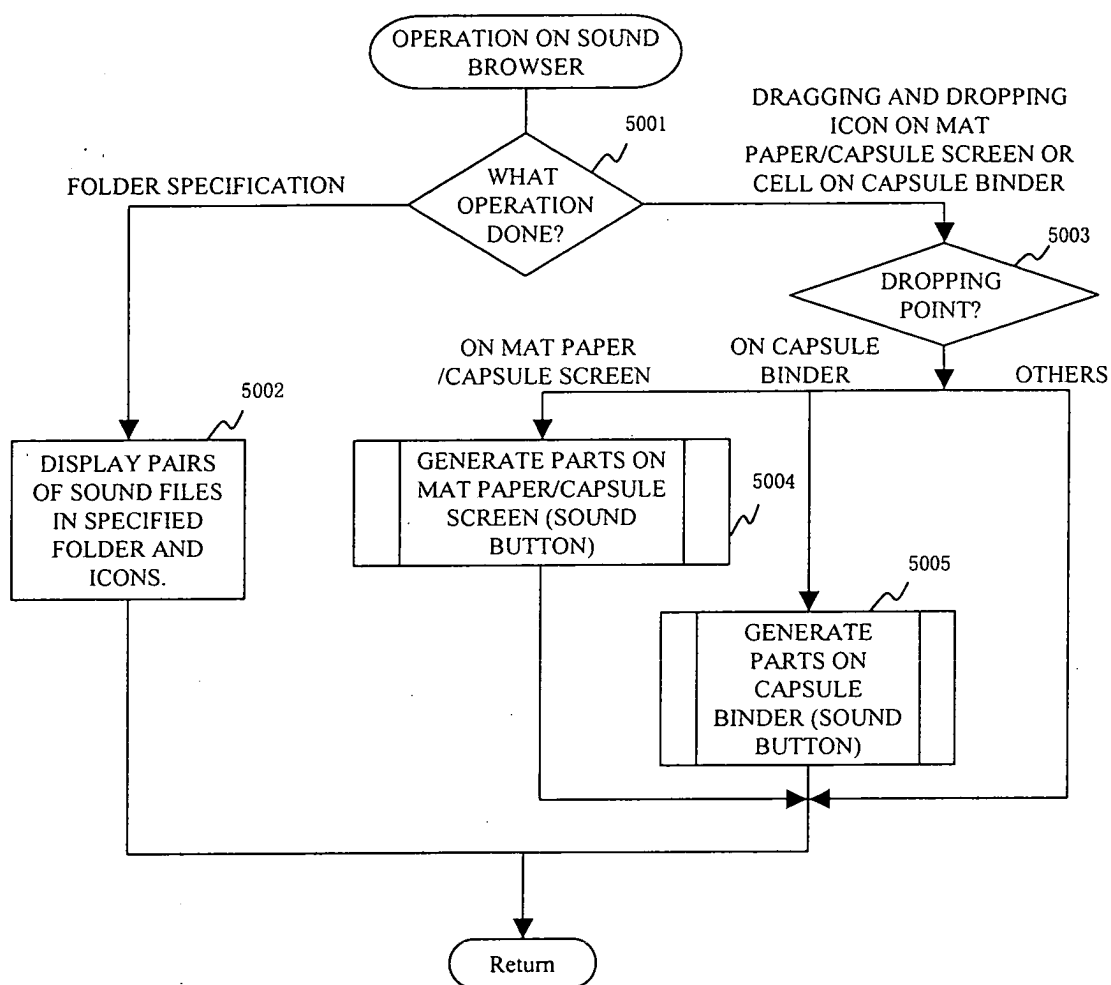 OPERATION ON SOUND
BROWSER
DRAGGING AND DROPPING
ICON ON MAT
PAPER/CAPSULE SCREEN OR
CELL ON CAPSULE BINDER
5001
FOLDER SPECIFICATION
WHAT
OPERATION
DONE?
5003
DROPPING
POINT?
ON MAT PAPER
/CAPSULE SCREEN
ON CAPSULE
BINDER
OTHERS
5002
DISPLAY PAIRS
OF SOUND FILES
IN SPECIFIED
FOLDER AND
ICONS.
GENERATE PARTS ON
MAT PAPER/CAPSULE
SCREEN (SOUND
BUTTON)
5004
5005
GENERATE
PARTS ON
CAPSULE
BINDER (SOUND
BUTTON)
Return